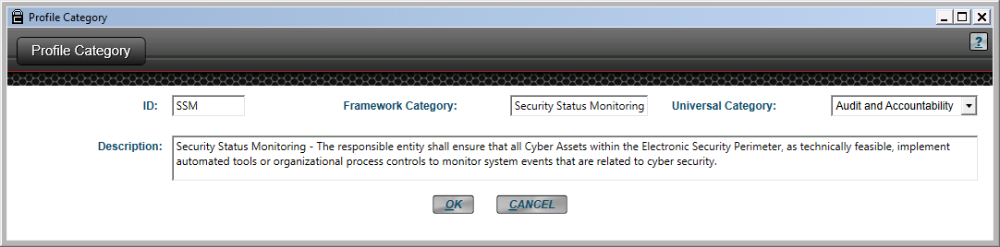 Profile Category
Profile Category
?
ID: SSM Framework Category: Security Status Monitoring Universal Category: Audit and Accountability
Description: Security Status Monitoring - The responsible entity shall ensure that all Cyber Assets within the Electronic Security Perimeter, as technically feasible, implement
automated tools or organizational process controls to monitor system events that are related to cyber security.
OK CANCEL